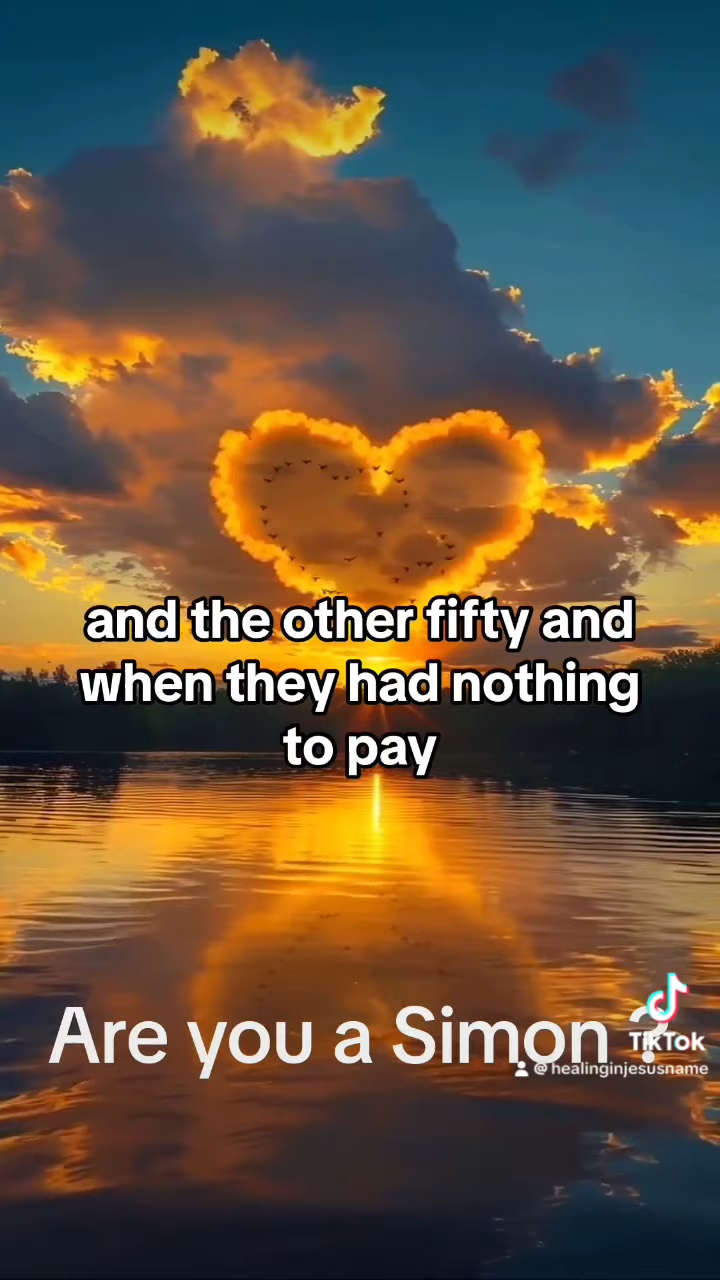 and the other fifty and
when they had nothing
to pay
Are you a Simon ?
TikTok
@healinginjesusname